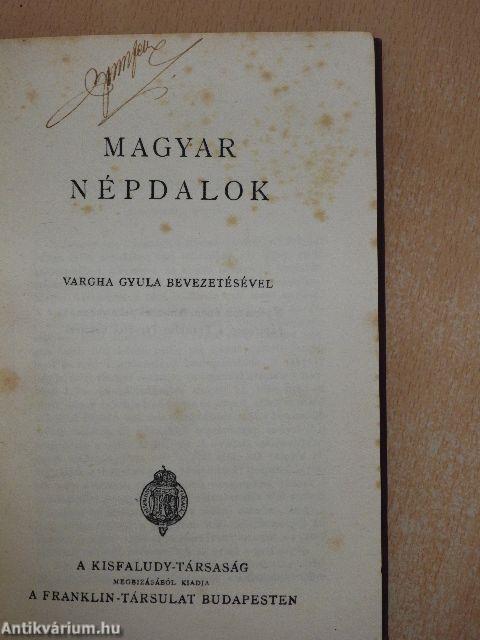 MAGYAR
NÉPDALOK
VARGHA GYULA BEVEZETÉSÉVEL
A KISFALUDY-TÁRSASÁG
MEGBIZÁSÁBÓL KIADJA
A FRANKLIN-TÁRSULAT BUDAPESTEN
Antikvárium.hu